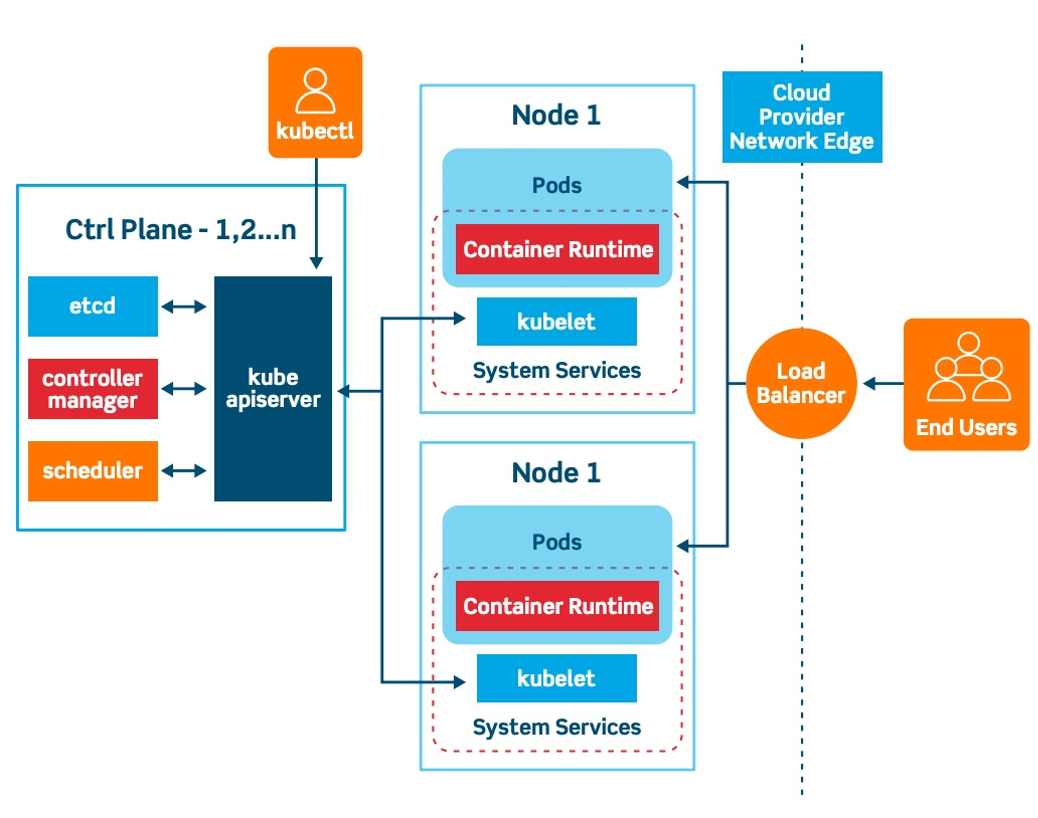 kubectl
Ctrl Plane - 1,2...n
etcd
controller
manager
scheduler
kube
apiserver
Node 1
Pods
Container Runtime
kubelet
System Services
Node 1
Pods
Container Runtime
kubelet
System Services
Cloud
Provider
Network Edge
Load
Balancer
End Users